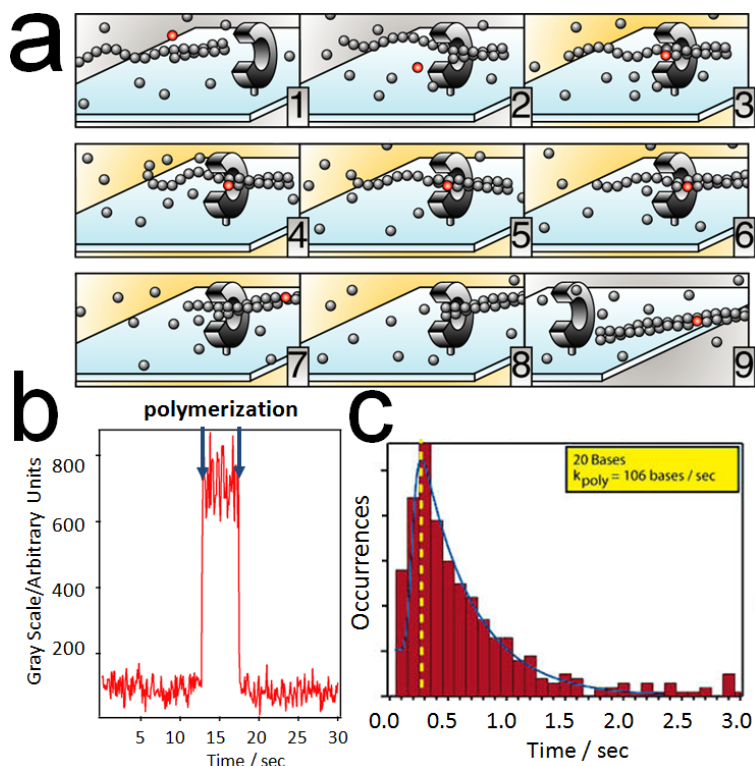 a
1
2
3
4
5
6
7
8
9
b
polymerization
Gray Scale/Arbitrary Units
800
600
400
200
5 10 15 20 25 30
Time / sec
c
20 Bases
kpoly = 106 bases / sec
Occurrences
0.0 0.5 1.0 1.5 2.0 2.5 3.0
Time / sec